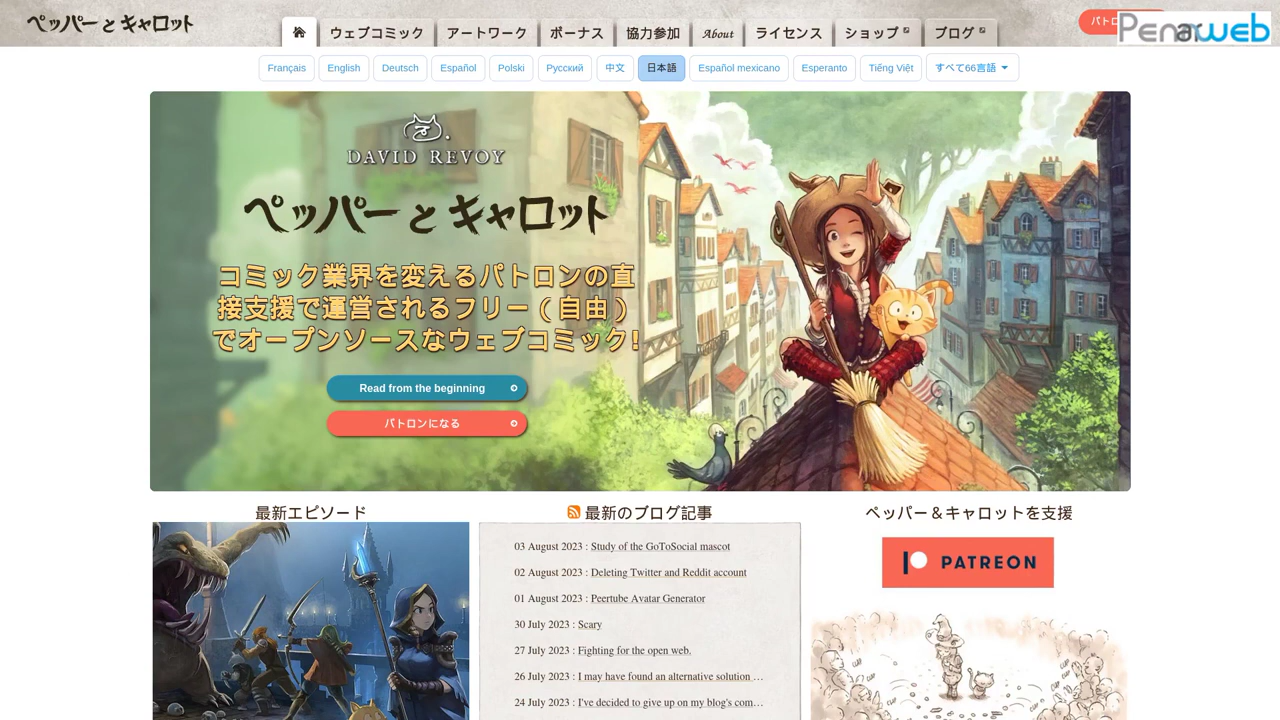 ペッパー と キャロット
ウェブコミック
アートワーク
ボーナス
協力参加
About
ライセンス
ショップ
ブログ
パトロ
web
Français
English
Deutsch
Español
Polski
Русский
中文
日本語
Español mexicano
Esperanto
Tiếng Việt
すべて66言語
DAVID REVOY
ペッパー と キャロット
コミック業界を変えるパトロンの直
接支援で運営されるフリー（自由）
でオープンソースなウェブコミック!
Read from the beginning
パトロンになる
最新エピソード
最新のブログ記事
03 August 2023 : Study of the GoToSocial mascot
02 August 2023 : Deleting Twitter and Reddit account
01 August 2023 : Peertube Avatar Generator
30 July 2023 : Scary
27 July 2023 : Fighting for the open web.
26 July 2023 : I may have found an alternative solution …
24 July 2023 : I've decided to give up on my blog's com…
ペッパー＆キャロットを支援
PATREON